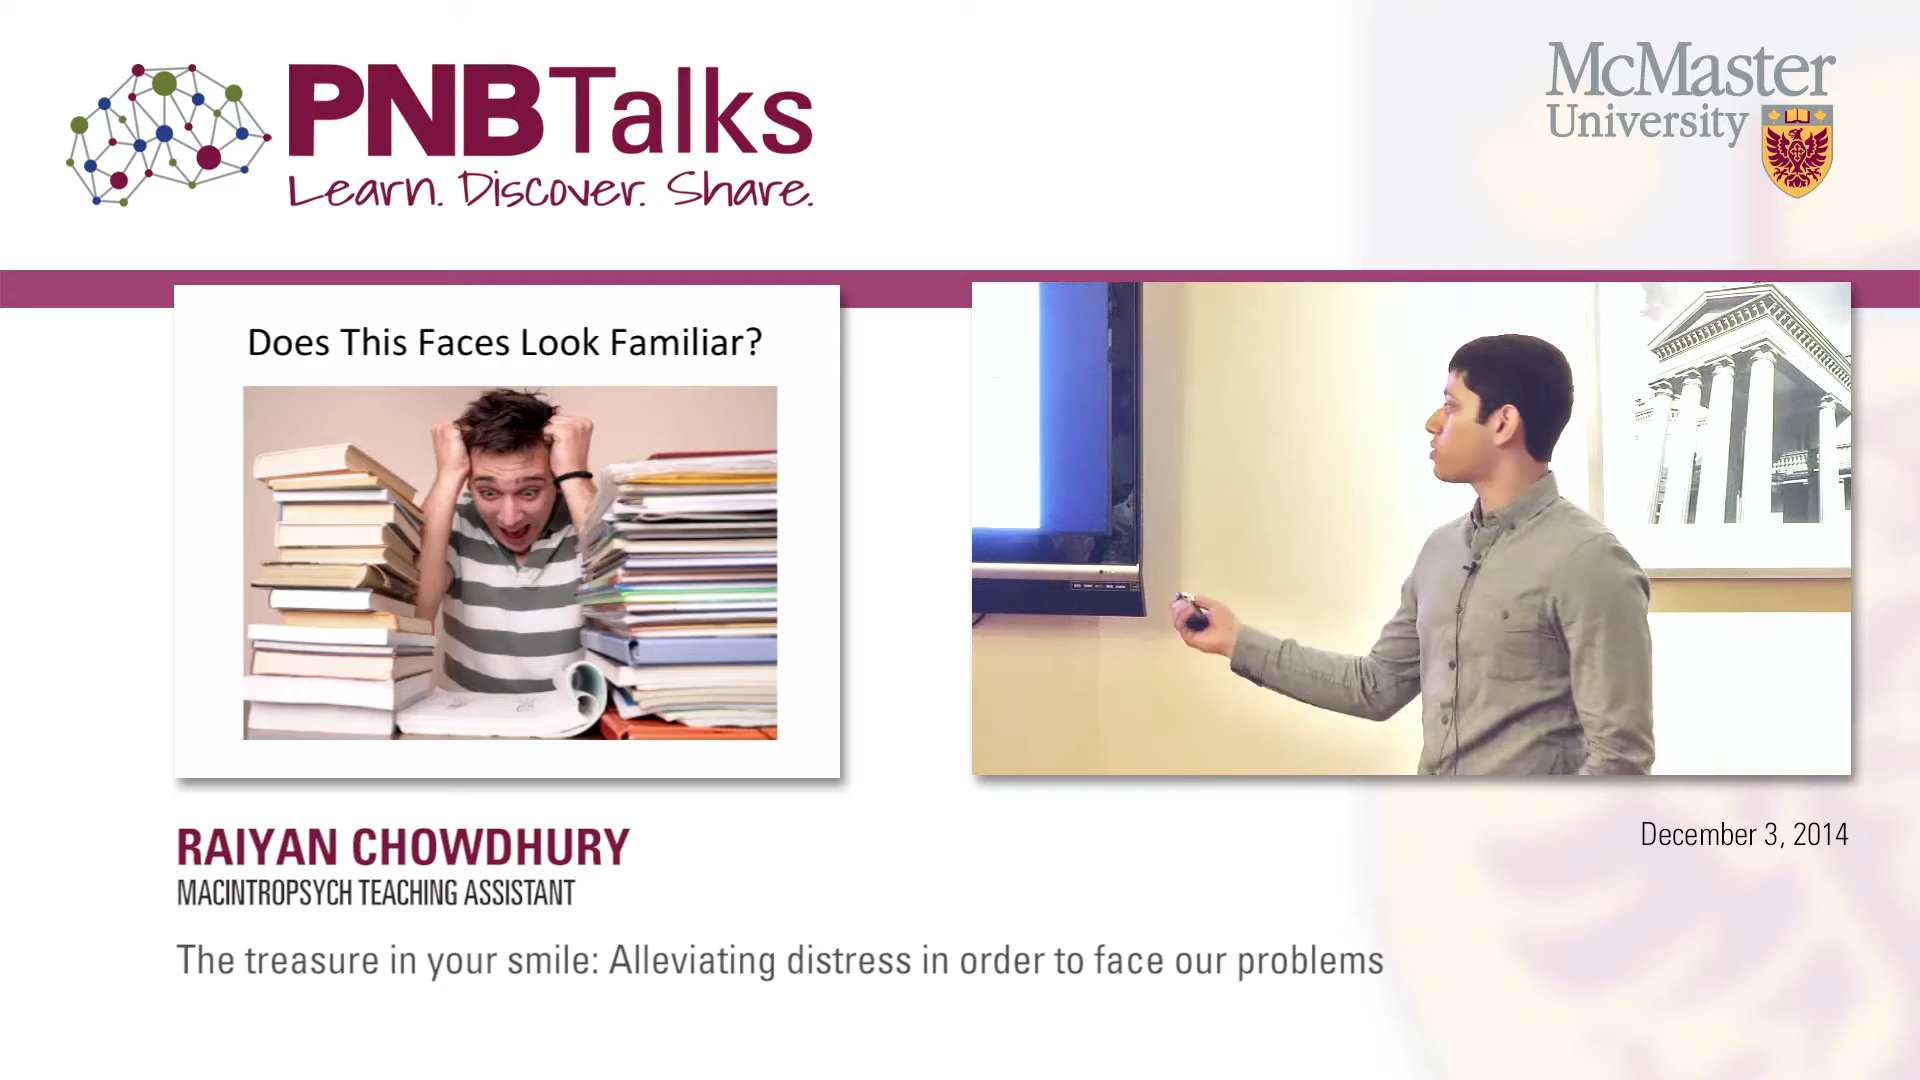 PNBTalks
Learn. Discover. Share.
McMaster
University
Does This Faces Look Familiar?
RAIYAN CHOWDHURY
MACINTROPSYCH TEACHING ASSISTANT
December 3, 2014
The treasure in your smile: Alleviating distress in order to face our problems